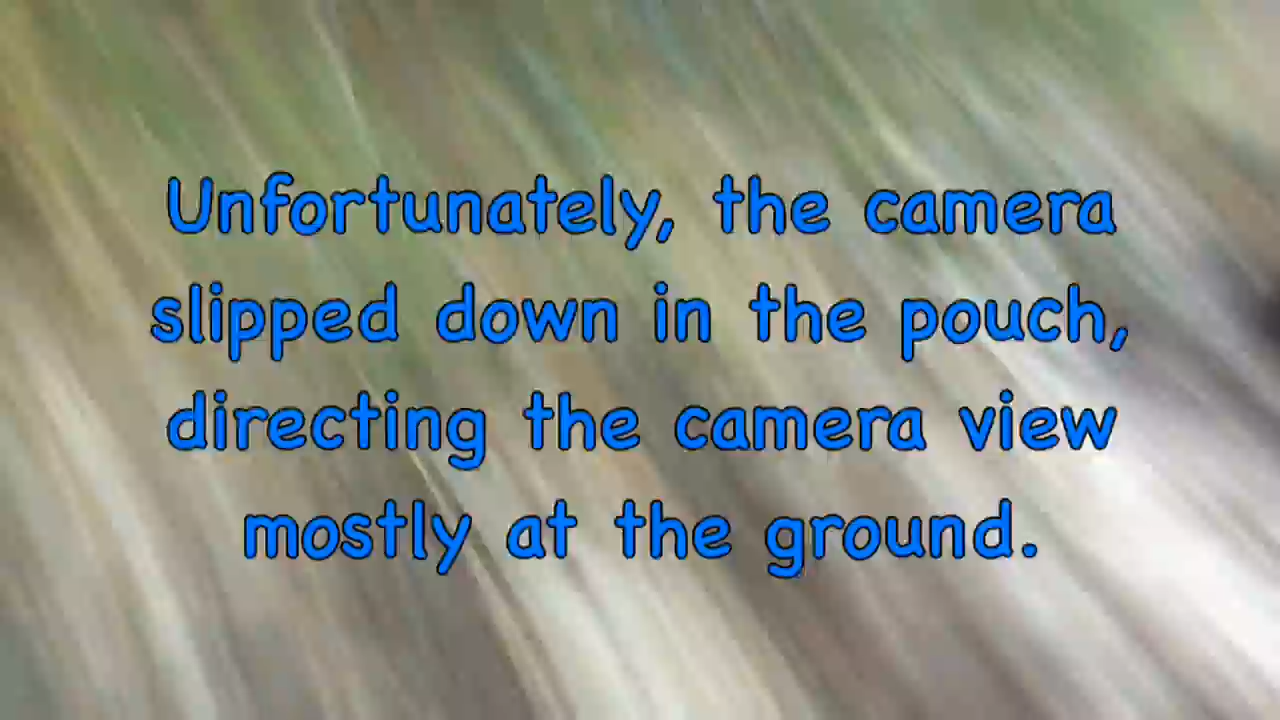 Unfortunately, the camera
slipped down in the pouch,
directing the camera view
mostly at the ground.